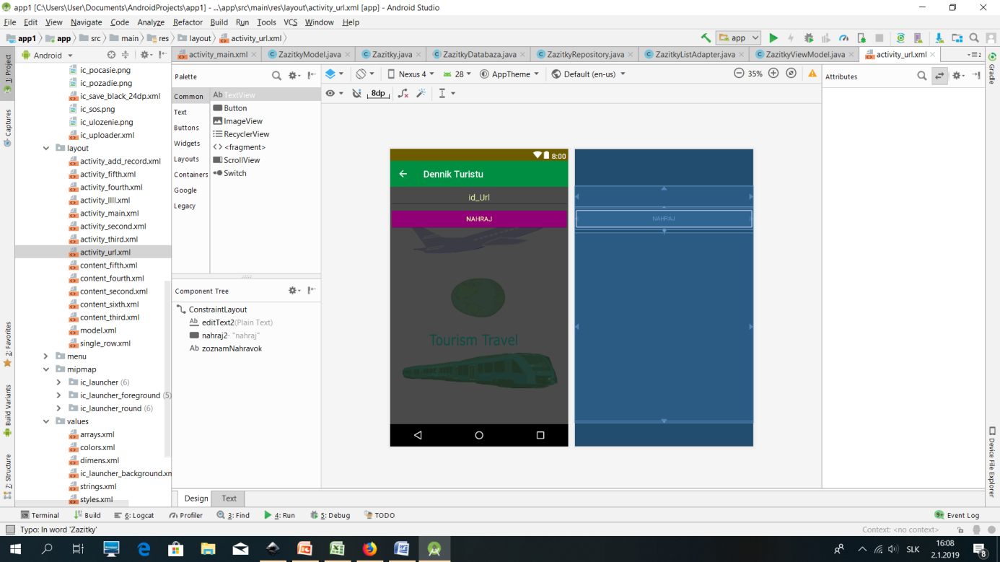 app1 [C:\Users\User\Documents\AndroidProjects\app1] - ...\app\src\main\res\layout\activity_url.xml [app] - Android Studio
File Edit View Navigate Code Analyze Refactor Build Run Tools VCS Window Help
app1 app src main res layout activity_url.xml app
Android activity_main.xml ZazitkyModel.java Zazitky.java ZazitkyDatabaza.java ZazitkyRepository.java ZazitkyListAdapter.java ZazitkyViewModel.java activity_url.xml 2
1: Project
Captures
2: Favorites
Build Variants
7: Structure
ic_pocasie.png
ic_pozadie.png
ic_save_black_24dp.xml
ic_sos.png
ic_ulozenie.png
ic_uploader.xml
layout
activity_add_record.xml
activity_fifth.xml
activity_fourth.xml
activity_llll.xml
activity_main.xml
activity_second.xml
activity_third.xml
activity_url.xml
content_fifth.xml
content_fourth.xml
content_second.xml
content_sixth.xml
content_third.xml
model.xml
single_row.xml
menu
mipmap
ic_launcher (6)
ic_launcher_foreground (5)
ic_launcher_round (6)
values
arrays.xml
colors.xml
dimens.xml
ic_launcher_background.xn
strings.xml
styles.xml
Palette
Common
Text
Buttons
Widgets
Layouts
Containers
Google
Legacy
Ab TextView
Button
ImageView
RecyclerView
<fragment>
ScrollView
Switch
Component Tree
ConstraintLayout
Ab editText2(Plain Text)
nahraj2- "nahraj"
Ab zoznamNahravok
Nexus 4 28 AppTheme Default (en-us) 35%
8dp
8:00
Dennik Turistu
id_Url
NAHRAJ
Tourism Travel
NAHRAJ
Attributes
Gradle
Device File Explorer
Design Text
Terminal Build 6: Logcat Profiler 3: Find 4: Run 5: Debug TODO 9+ Event Log
Typo: In word 'Zazitky' Context: <no context>
SLK
16:08
2.1.2019
8